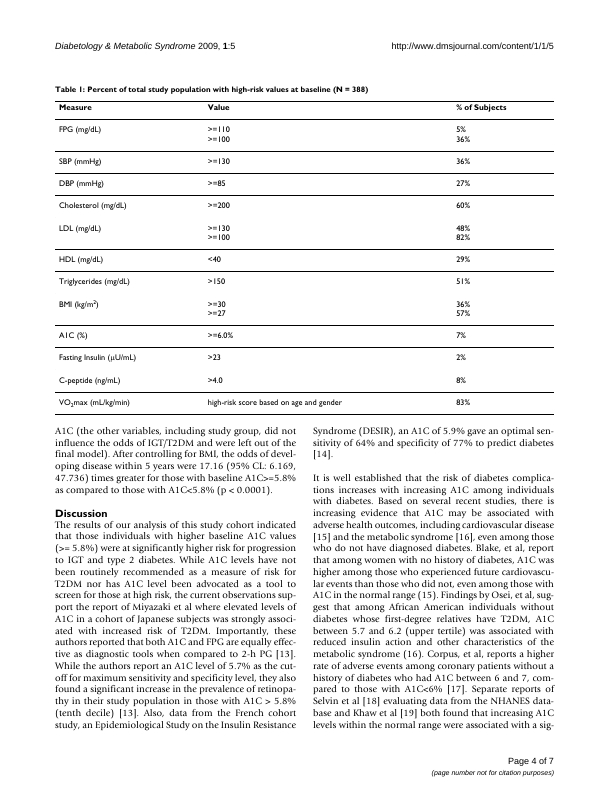 Diabetology & Metabolic Syndrome 2009, 1:5
http://www.dmsjournal.com/content/1/1/5
Table 1: Percent of total study population with high-risk values at baseline (N = 388)
Measure Value % of Subjects
FPG (mg/dL) >=110 5%
>=100 36%
SBP (mmHg) >=130 36%
DBP (mmHg) >=85 27%
Cholesterol (mg/dL) >=200 60%
LDL (mg/dL) >=130 48%
>=100 82%
HDL (mg/dL) <40 29%
Triglycerides (mg/dL) >150 51%
BMI (kg/m²) >=30 36%
>=27 57%
A1C (%) >=6.0% 7%
Fasting Insulin (μU/mL) >23 2%
C-peptide (ng/mL) >4.0 8%
VO₂max (mL/kg/min) high-risk score based on age and gender 83%
A1C (the other variables, including study group, did not
influence the odds of IGT/T2DM and were left out of the
final model). After controlling for BMI, the odds of devel-
oping disease within 5 years were 17.16 (95% CL: 6.169,
47.736) times greater for those with baseline A1C>=5.8%
as compared to those with A1C<5.8% (p < 0.0001).
Discussion
The results of our analysis of this study cohort indicated
that those individuals with higher baseline A1C values
(>= 5.8%) were at significantly higher risk for progression
to IGT and type 2 diabetes. While A1C levels have not
been routinely recommended as a measure of risk for
T2DM nor has A1C level been advocated as a tool to
screen for those at high risk, the current observations sup-
port the report of Miyazaki et al where elevated levels of
A1C in a cohort of Japanese subjects was strongly associ-
ated with increased risk of T2DM. Importantly, these
authors reported that both A1C and FPG are equally effec-
tive as diagnostic tools when compared to 2-h PG [13].
While the authors report an A1C level of 5.7% as the cut-
off for maximum sensitivity and specificity level, they also
found a significant increase in the prevalence of retinopa-
thy in their study population in those with A1C > 5.8%
(tenth decile) [13]. Also, data from the French cohort
study, an Epidemiological Study on the Insulin Resistance
Syndrome (DESIR), an A1C of 5.9% gave an optimal sen-
sitivity of 64% and specificity of 77% to predict diabetes
[14].
It is well established that the risk of diabetes complica-
tions increases with increasing A1C among individuals
with diabetes. Based on several recent studies, there is
increasing evidence that A1C may be associated with
adverse health outcomes, including cardiovascular disease
[15] and the metabolic syndrome [16], even among those
who do not have diagnosed diabetes. Blake, et al, report
that among women with no history of diabetes, A1C was
higher among those who experienced future cardiovascu-
lar events than those who did not, even among those with
A1C in the normal range (15). Findings by Osei, et al, sug-
gest that among African American individuals without
diabetes whose first-degree relatives have T2DM, A1C
between 5.7 and 6.2 (upper tertile) was associated with
reduced insulin action and other characteristics of the
metabolic syndrome (16). Corpus, et al, reports a higher
rate of adverse events among coronary patients without a
history of diabetes who had A1C between 6 and 7, com-
pared to those with A1C<6% [17]. Separate reports of
Selvin et al [18] evaluating data from the NHANES data-
base and Khaw et al [19] both found that increasing A1C
levels within the normal range were associated with a sig-
Page 4 of 7
(page number not for citation purposes)